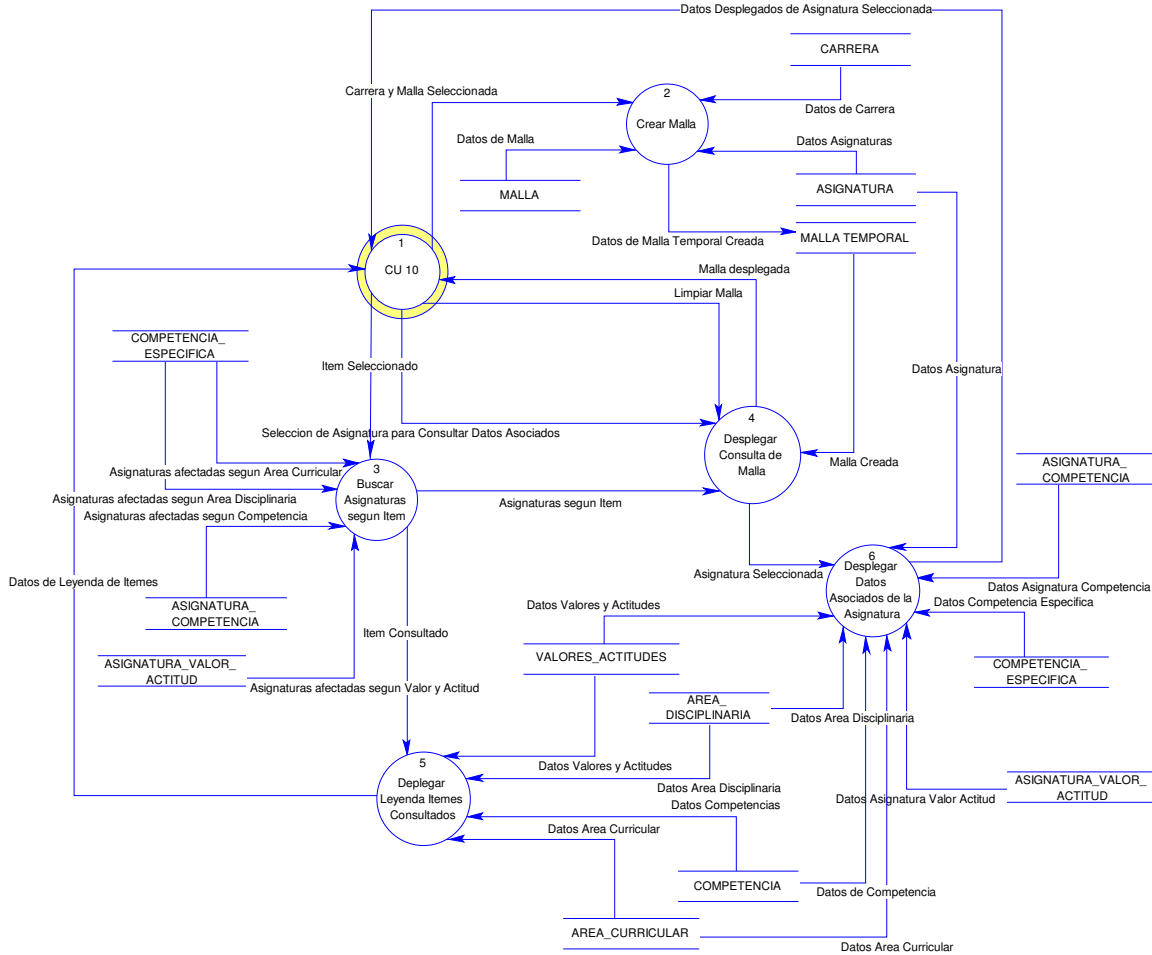 Datos Desplegados de Asignatura Seleccionada
CARRERA
Carrera y Malla Seleccionada
2
Crear Malla
Datos de Carrera
Datos de Malla
Datos Asignaturas
MALLA
ASIGNATURA
Datos de Malla Temporal Creada
MALLA TEMPORAL
1
CU 10
Malla desplegada
Limpiar Malla
COMPETENCIA_
ESPECIFICA
Item Seleccionado
Datos Asignatura
4
Desplegar
Consulta de
Malla
Seleccion de Asignatura para Consultar Datos Asociados
Malla Creada
ASIGNATURA_
COMPETENCIA
Asignaturas afectadas segun Area Curricular
3
Buscar
Asignaturas
segun Item
Asignaturas afectadas segun Area Disciplinaria
Asignaturas segun Item
Asignaturas afectadas segun Competencia
Datos de Leyenda de Itemes
Asignatura Seleccionada
6
Desplegar
Datos
Asociados de la
Asignatura
Datos Asignatura Competencia
Datos Competencia Especifica
ASIGNATURA_
COMPETENCIA
Datos Valores y Actitudes
Item Consultado
VALORES_ACTITUDES
COMPETENCIA_
ESPECIFICA
ASIGNATURA_VALOR_
ACTITUD
Asignaturas afectadas segun Valor y Actitud
AREA_
DISCIPLINARIA
Datos Area Disciplinaria
5
Deplegar
Leyenda Itemes
Consultados
Datos Valores y Actitudes
Datos Area Disciplinaria
Datos Competencias
ASIGNATURA_VALOR_
ACTITUD
Datos Asignatura Valor Actitud
Datos Area Curricular
COMPETENCIA
Datos de Competencia
AREA_CURRICULAR
Datos Area Curricular